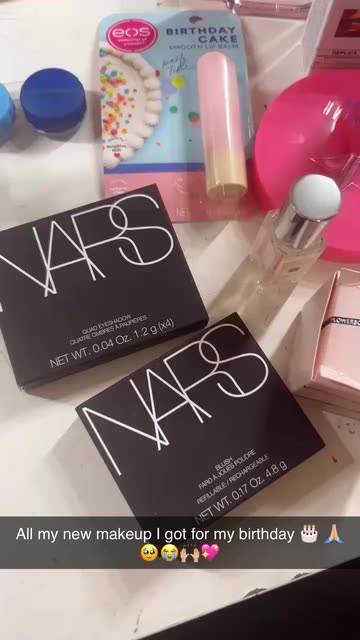 eos
BIRTHDAY
CAKE
SMOOTH LIP BALM
REPLICA
NARS
QUAD EYESHADOW
QUATRE OMBRES À PAUPIÈRES
NET WT. 0.04 Oz. 1.2 g (x4)
NARS
BLUSH
FARD À JOUES POUDRE
REFILLABLE / RECHARGEABLE
NET WT. 0.17 Oz. 4.8 g
All my new makeup I got for my birthday 🎂 🙏🏼
🥹😭🙌🏼💖